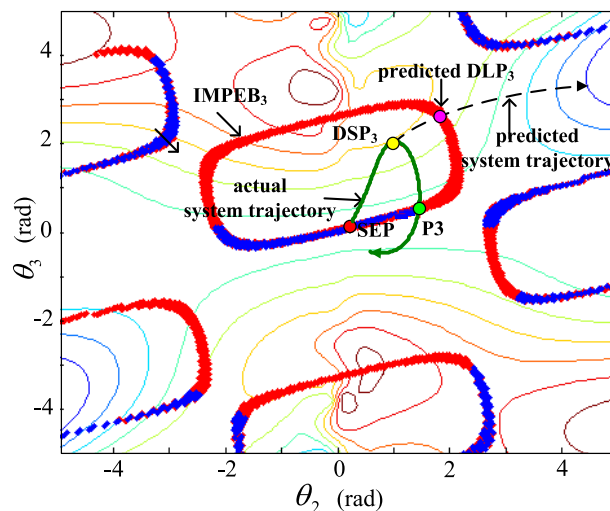 4
2
0
-2
-4
θ3 (rad)
IMPEB3
predicted DLP3
DSP3
predicted
system trajectory
actual
system trajectory
SEP
P3
-4
-2
0
2
4
θ2 (rad)